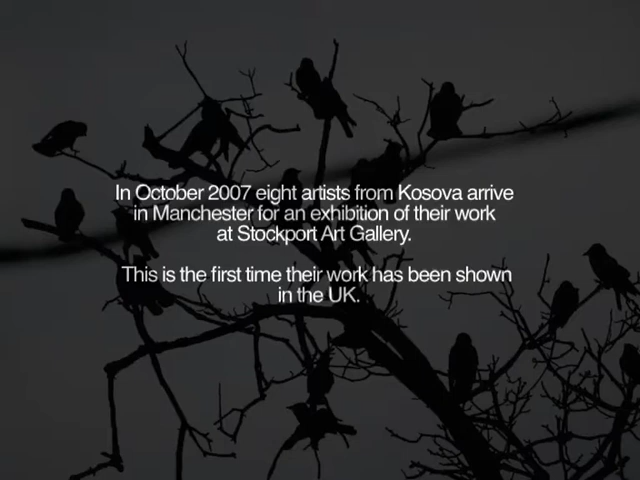 In October 2007 eight artists from Kosova arrive
in Manchester for an exhibition of their work
at Stockport Art Gallery.
This is the first time their work has been shown
in the UK.